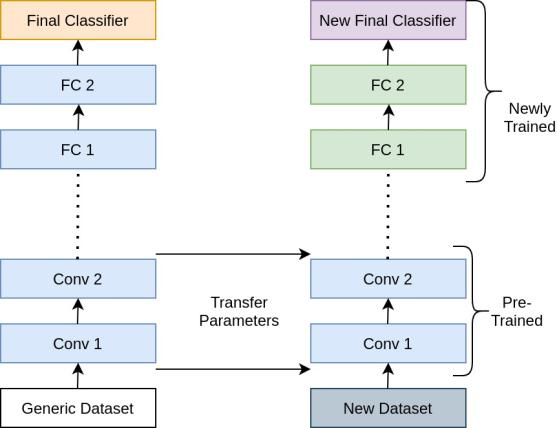 Final Classifier
New Final Classifier
FC 2
FC 2
Newly
Trained
FC 1
FC 1
Conv 2
Conv 2
Transfer
Parameters
Pre-
Trained
Conv 1
Conv 1
Generic Dataset
New Dataset